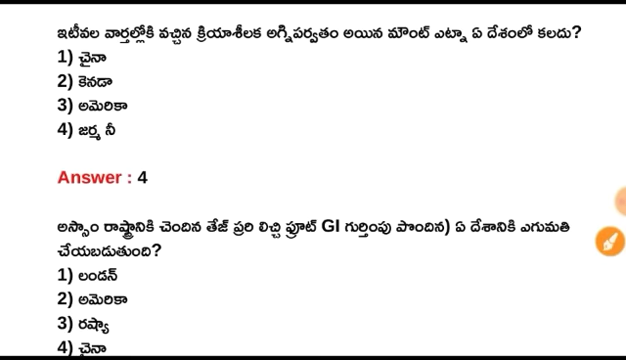 ఇటీవల వార్తల్లోకి వచ్చిన క్రియాశీలక అగ్నిపర్వతం అయిన మౌంట్ ఎట్నా ఏ దేశంలో కలదు?
1) చైనా
2) కెనడా
3) అమెరికా
4) జర్మ నీ
Answer : 4
అస్సాం రాష్ట్రానికి చెందిన తేజ్ ప్రరి లిచ్చి ఫ్రూట్ GI గుర్తింపు పొందిన) ఏ దేశానికి ఎగుమతి
చేయబడుతుంది?
1) లండన్
2) అమెరికా
3) రష్యా
4) చైనా